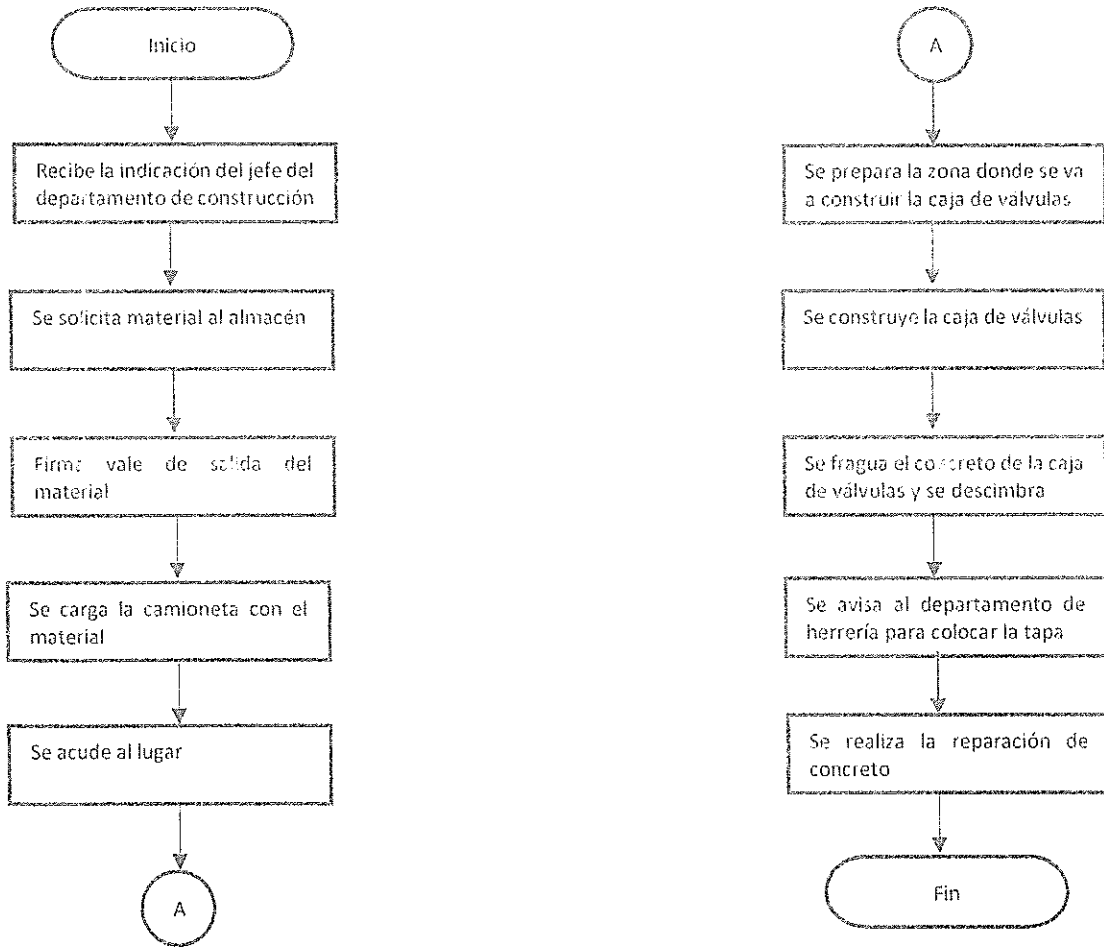 Inicio
Recibe la indicación del jefe del
departamento de construcción
Se solicita material al almacén
Firma vale de salida del
material
Se carga la camioneta con el
material
Se acude al lugar
A
A
Se prepara la zona donde se va
a construir la caja de válvulas
Se construye la caja de válvulas
Se fragua el concreto de la caja
de válvulas y se descimbra
Se avisa al departamento de
herrería para colocar la tapa
Se realiza la reparación de
concreto
Fin